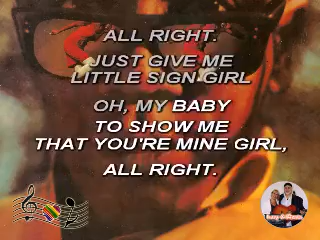 ALL RIGHT.
JUST GIVE ME
LITTLE SIGN GIRL
OH, MY BABY
TO SHOW ME
THAT YOU'RE MINE GIRL,
ALL RIGHT.